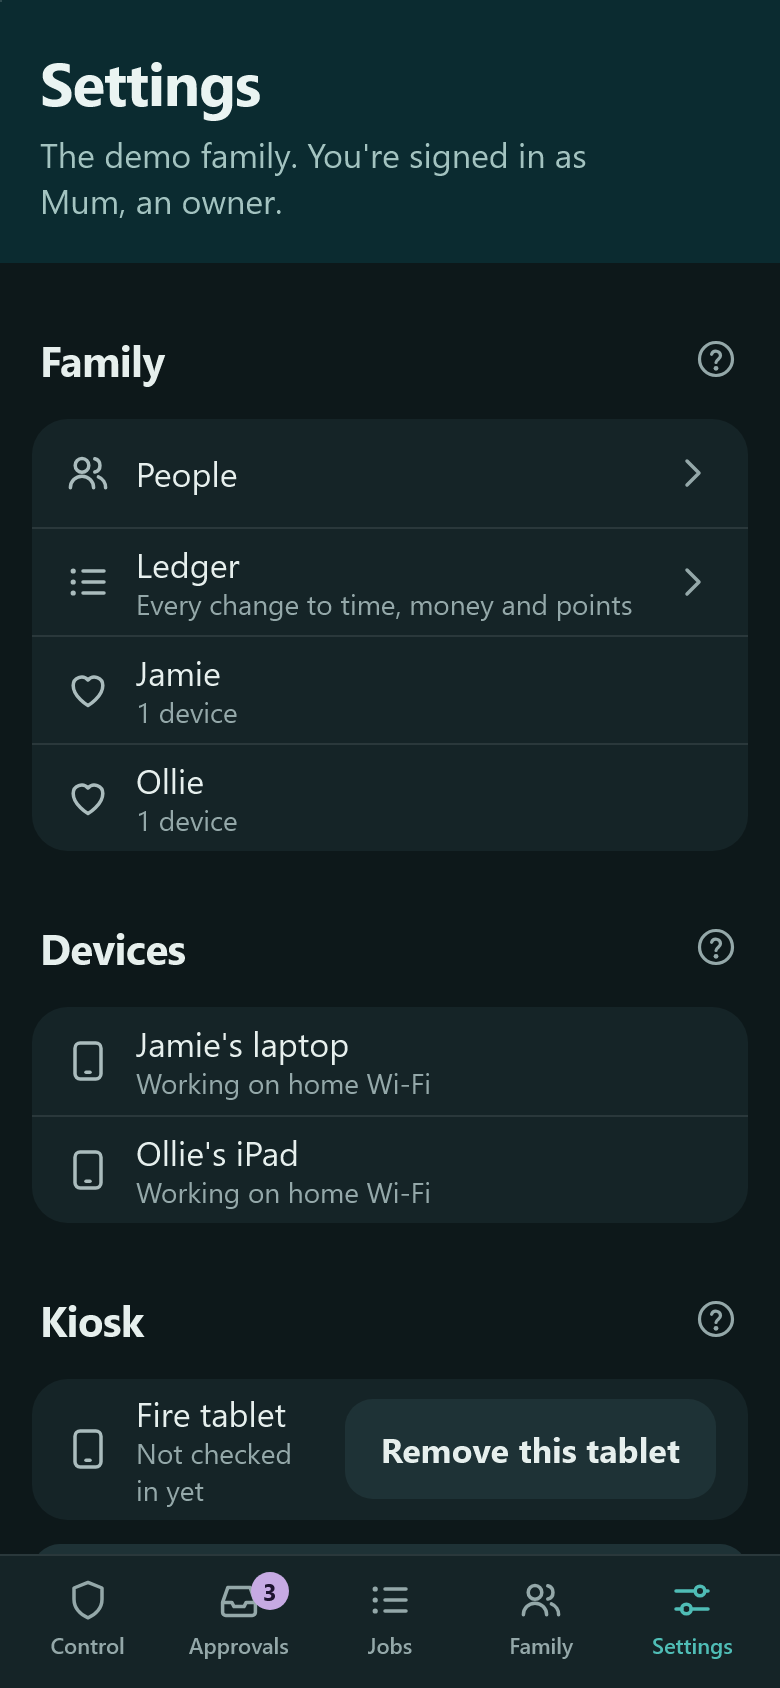 Settings
The demo family. You're signed in as
Mum, an owner.
Family
People
Ledger
Every change to time, money and points
Jamie
1 device
Ollie
1 device
Devices
Jamie's laptop
Working on home Wi-Fi
Ollie's iPad
Working on home Wi-Fi
Kiosk
Fire tablet
Not checked
in yet
Remove this tablet
3
Control
Approvals
Jobs
Family
Settings